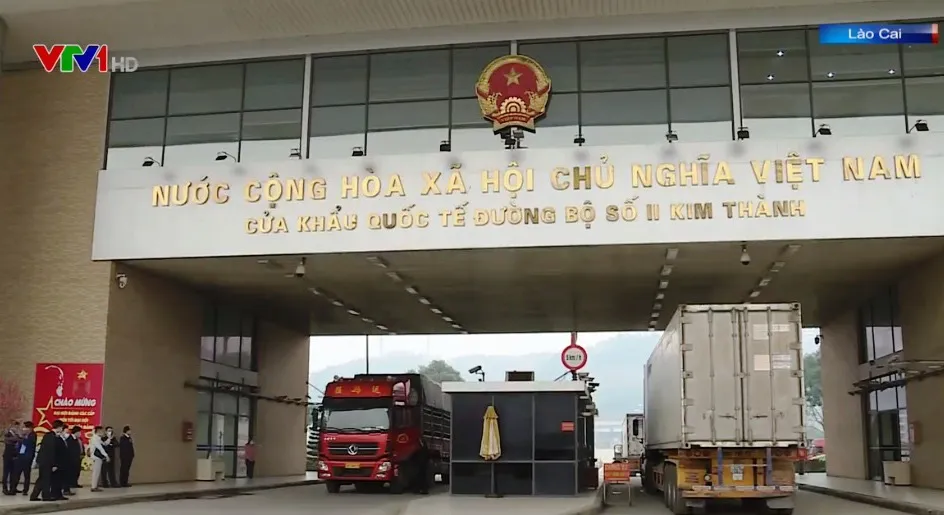 VTV1 HD
Lào Cai
NƯỚC CỘNG HÒA XÃ HỘI CHỦ NGHĨA VIỆT NAM
CỬA KHẨU QUỐC TẾ ĐƯỜNG BỘ SỐ II KIM THÀNH
5km/h
CHÀO MỪNG